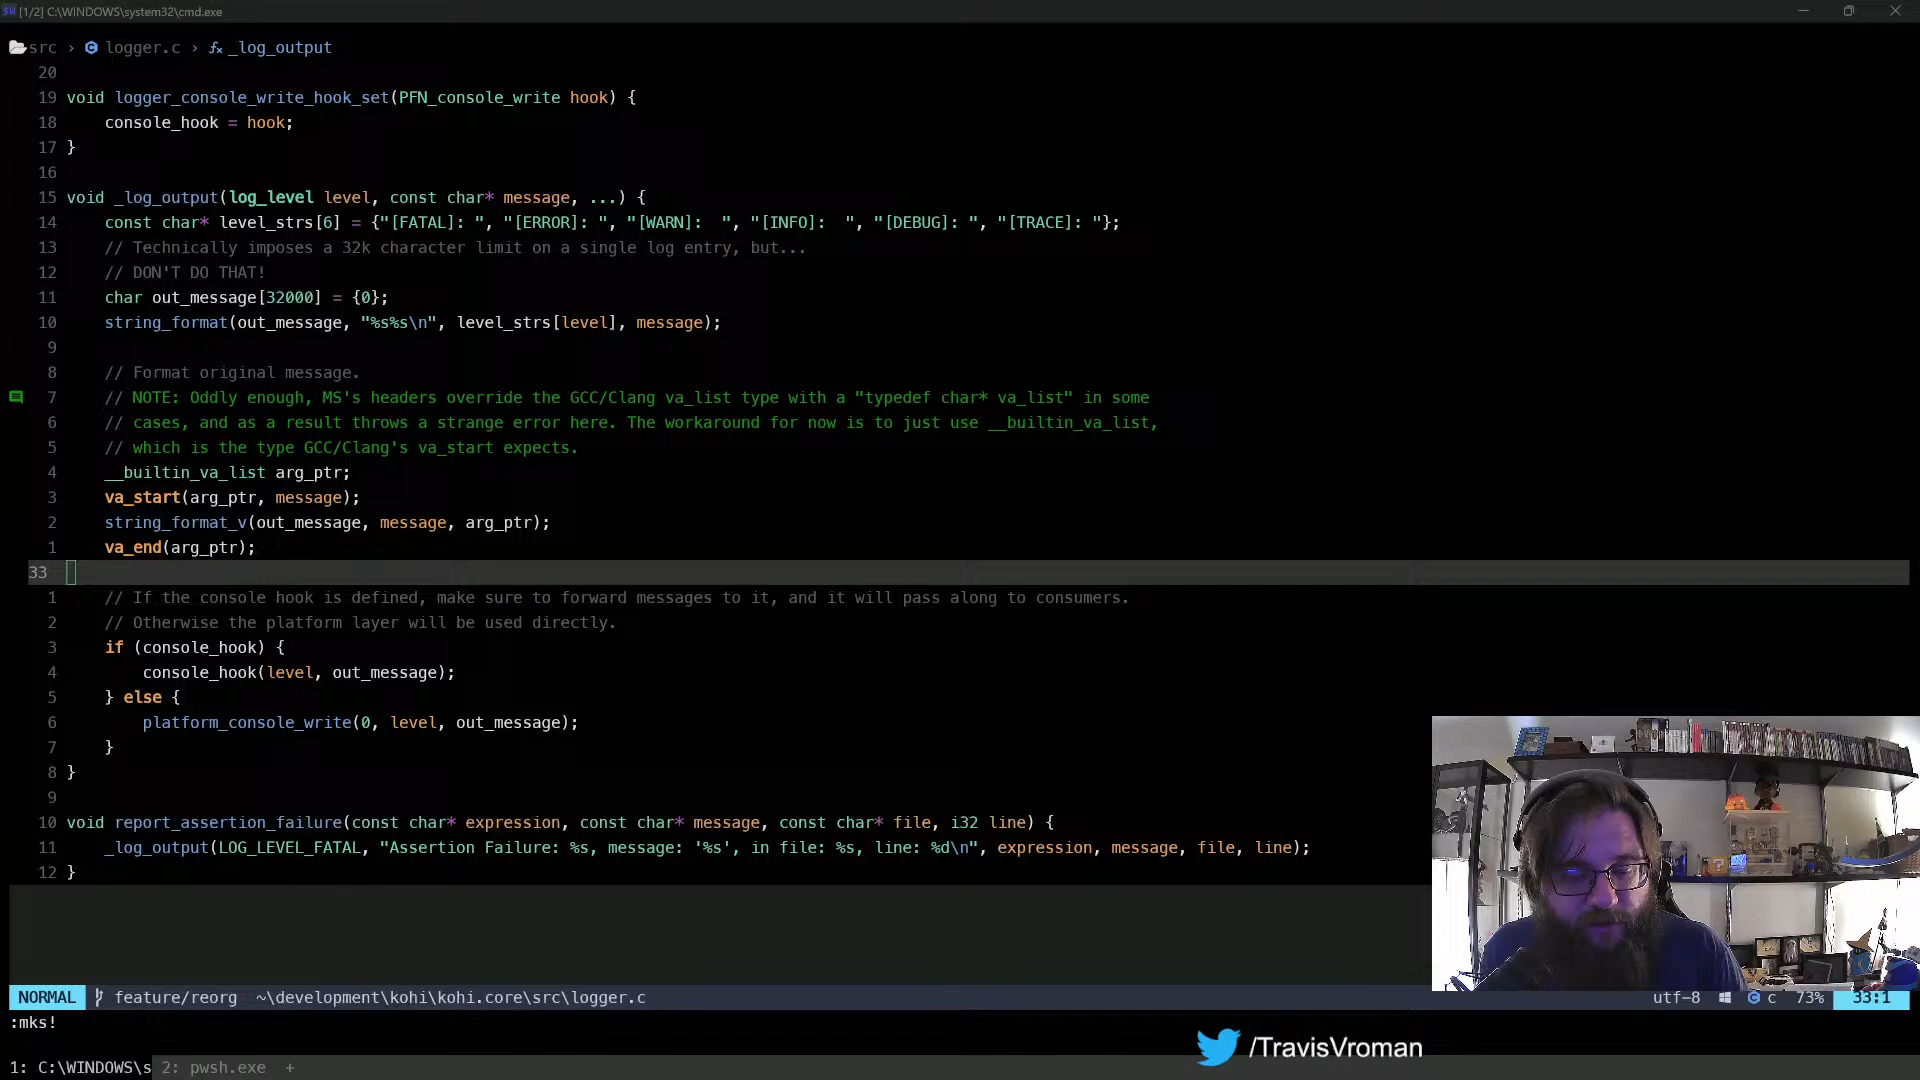 [1/2] C:\WINDOWS\system32\cmd.exe
src › logger.c › _log_output
20
19 void logger_console_write_hook_set(PFN_console_write hook) {
18     console_hook = hook;
17 }
16
15 void _log_output(log_level level, const char* message, ...) {
14     const char* level_strs[6] = {"[FATAL]: ", "[ERROR]: ", "[WARN]:  ", "[INFO]:  ", "[DEBUG]: ", "[TRACE]: "};
13     // Technically imposes a 32k character limit on a single log entry, but...
12     // DON'T DO THAT!
11     char out_message[32000] = {0};
10     string_format(out_message, "%s%s\n", level_strs[level], message);
9
8     // Format original message.
7     // NOTE: Oddly enough, MS's headers override the GCC/Clang va_list type with a "typedef char* va_list" in some
6     // cases, and as a result throws a strange error here. The workaround for now is to just use __builtin_va_list,
5     // which is the type GCC/Clang's va_start expects.
4     __builtin_va_list arg_ptr;
3     va_start(arg_ptr, message);
2     string_format_v(out_message, message, arg_ptr);
1     va_end(arg_ptr);
33
1     // If the console hook is defined, make sure to forward messages to it, and it will pass along to consumers.
2     // Otherwise the platform layer will be used directly.
3     if (console_hook) {
4         console_hook(level, out_message);
5     } else {
6         platform_console_write(0, level, out_message);
7     }
8 }
9
10 void report_assertion_failure(const char* expression, const char* message, const char* file, i32 line) {
11     _log_output(LOG_LEVEL_FATAL, "Assertion Failure: %s, message: '%s', in file: %s, line: %d\n", expression, message, file, line);
12 }
NORMAL feature/reorg ~\development\kohi\kohi.core\src\logger.c utf-8 c 73% 33:1
:mks!
/TravisVroman
1: C:\WINDOWS\s 2: pwsh.exe +